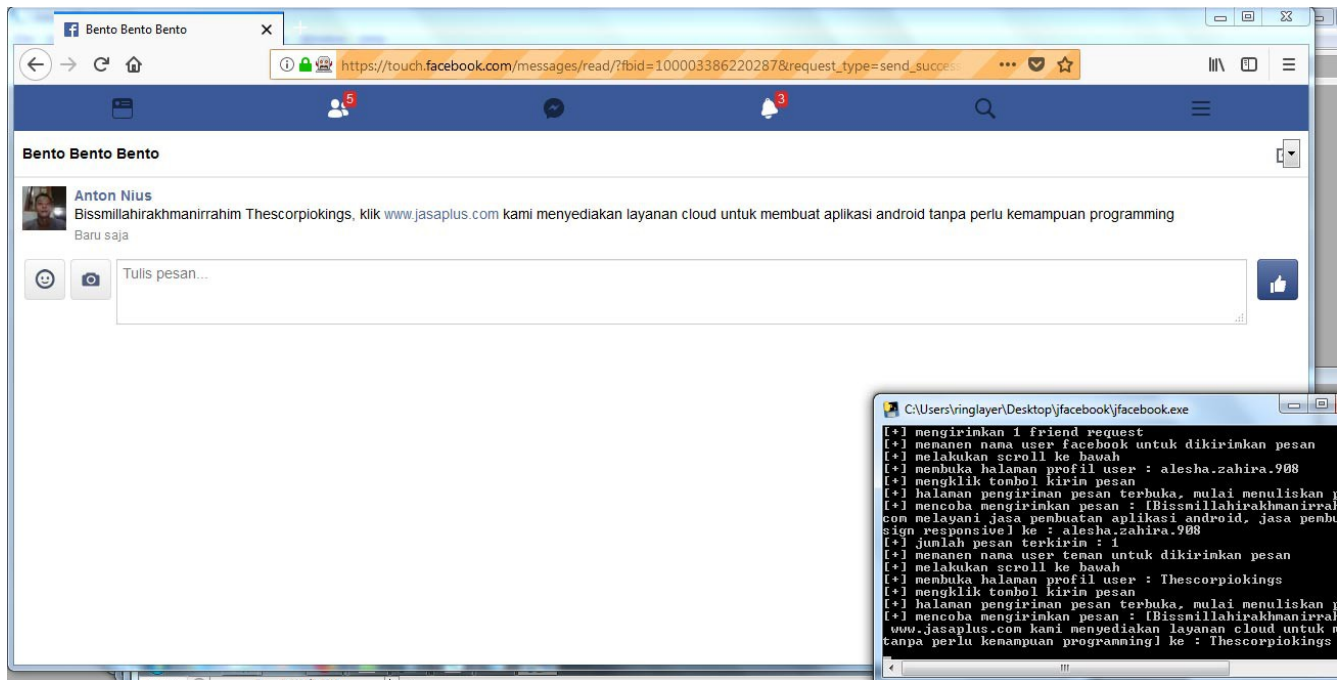 Bento Bento Bento
https://touch.facebook.com/messages/read/?fbid=100003386220287&request_type=send_success
5
3
Bento Bento Bento
Anton Nius
Bissmillahirakhmanirrahim Thescorpiokings, klik www.jasaplus.com kami menyediakan layanan cloud untuk membuat aplikasi android tanpa perlu kemampuan programming
Baru saja
Tulis pesan...
C:\Users\ringlayer\Desktop\jfacebook\jfacebook.exe
[+] mengirimkan 1 friend request
[+] memanen nama user facebook untuk dikirimkan pesan
[+] melakukan scroll ke bawah
[+] membuka halaman profil user : alesha.zahira.908
[+] mengklik tombol kirim pesan
[+] halaman pengiriman pesan terbuka, mulai menuliskan
[+] mencoba mengirimkan pesan : [Bissmillahirakhmanirrah
com melayani jasa pembuatan aplikasi android, jasa pembu
sign responsive] ke : alesha.zahira.908
[+] jumlah pesan terkirim : 1
[+] memanen nama user teman untuk dikirimkan pesan
[+] melakukan scroll ke bawah
[+] membuka halaman profil user : Thescorpiokings
[+] mengklik tombol kirim pesan
[+] halaman pengiriman pesan terbuka, mulai menuliskan
[+] mencoba mengirimkan pesan : [Bissmillahirakhmanirrah
www.jasaplus.com kami menyediakan layanan cloud untuk m
tanpa perlu kemampuan programming] ke : Thescorpiokings